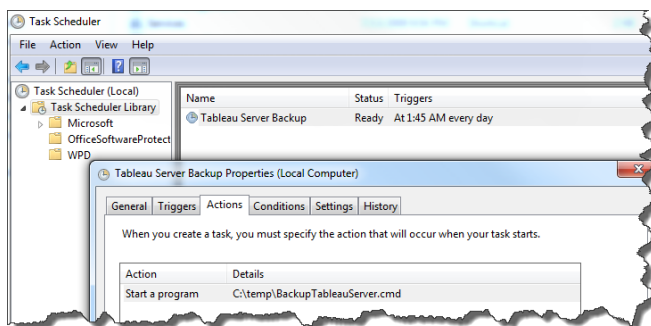 Task Scheduler
File Action View Help
Task Scheduler (Local)
Task Scheduler Library
Microsoft
OfficeSoftwareProtect
WPD
Name Status Triggers
Tableau Server Backup Ready At 1:45 AM every day
Tableau Server Backup Properties (Local Computer)
General Triggers Actions Conditions Settings History
When you create a task, you must specify the action that will occur when your task starts.
Action Details
Start a program C:\temp\BackupTableauServer.cmd